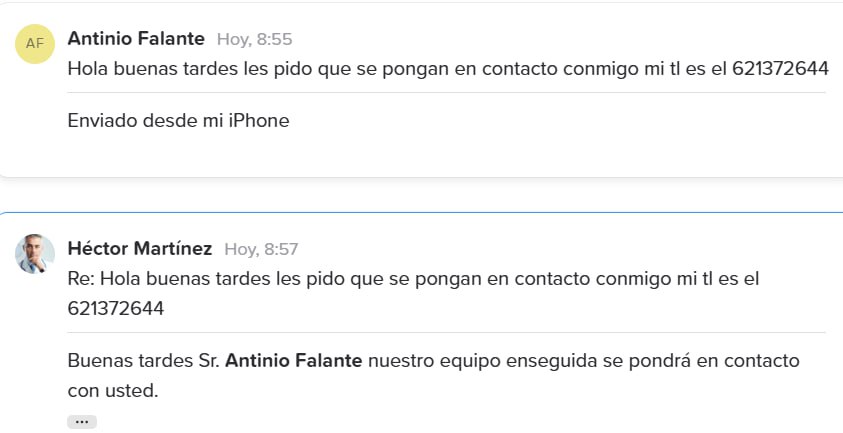 AF
Antinio Falante Hoy, 8:55
Hola buenas tardes les pido que se pongan en contacto conmigo mi tl es el 621372644
Enviado desde mi iPhone
Héctor Martínez Hoy, 8:57
Re: Hola buenas tardes les pido que se pongan en contacto conmigo mi tl es el
621372644
Buenas tardes Sr. Antinio Falante nuestro equipo enseguida se pondrá en contacto
con usted.
...